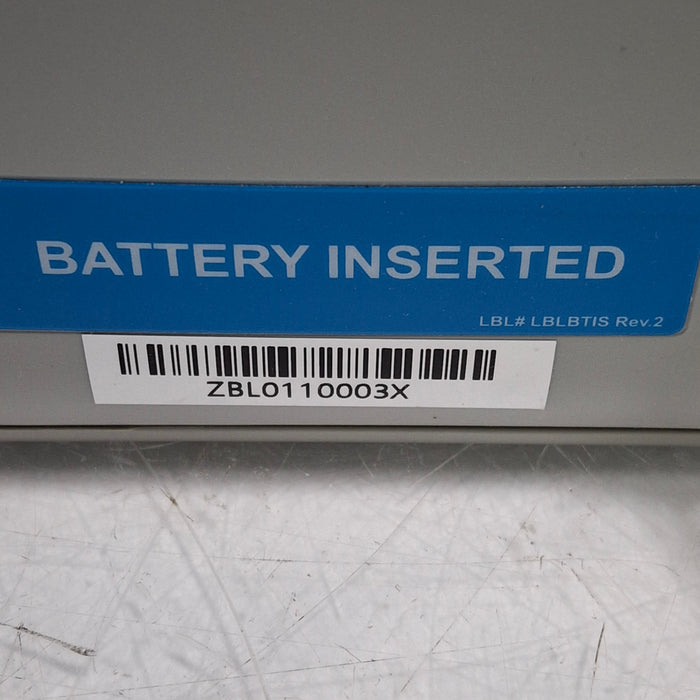 BATTERY INSERTED
LBL# LBLBTIS Rev.2
ZBL0110003X